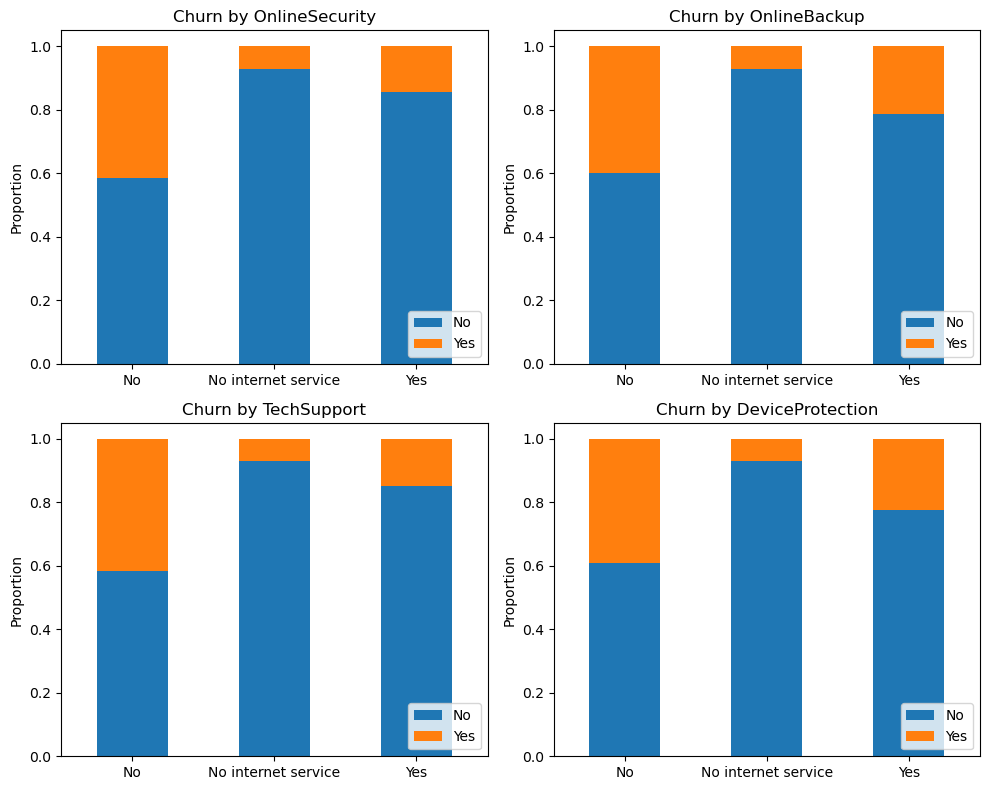 Churn by OnlineSecurity
1.0
0.8
0.6
0.4
0.2
0.0
Proportion
No
Yes
No
No internet service
Yes
Churn by OnlineBackup
1.0
0.8
0.6
0.4
0.2
0.0
Proportion
No
Yes
No
No internet service
Yes
Churn by TechSupport
1.0
0.8
0.6
0.4
0.2
0.0
Proportion
No
Yes
No
No internet service
Yes
Churn by DeviceProtection
1.0
0.8
0.6
0.4
0.2
0.0
Proportion
No
Yes
No
No internet service
Yes